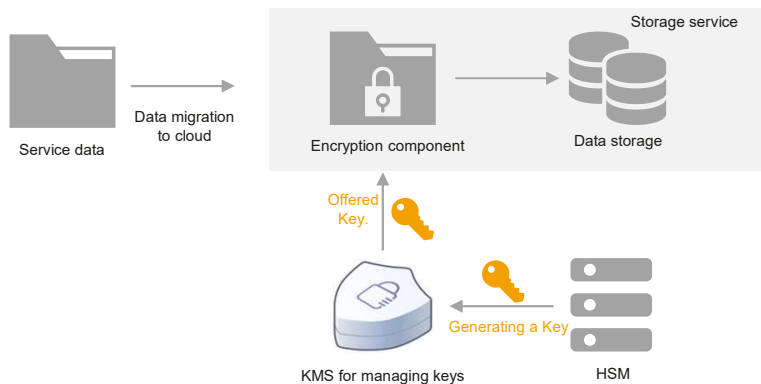 Storage service
Data migration
to cloud
Service data
Encryption component
Data storage
Offered
Key.
Generating a Key
KMS for managing keys
HSM